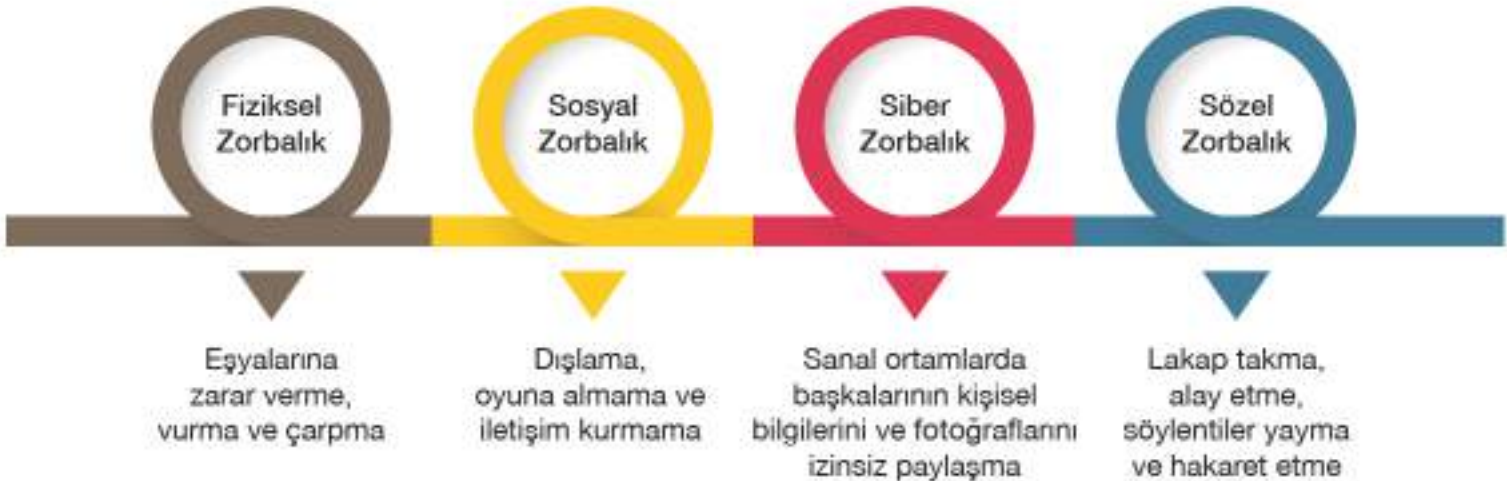 Fiziksel
Zorbalık
Sosyal
Zorbalık
Siber
Zorbalık
Sözel
Zorbalık
Eşyalarına
zarar verme,
vurma ve çarpma
Dışlama,
oyuna almama ve
iletişim kurmama
Sanal ortamlarda
başkalarının kişisel
bilgilerini ve fotoğraflarını
izinsiz paylaşma
Lakap takma,
alay etme,
söylentiler yayma
ve hakaret etme